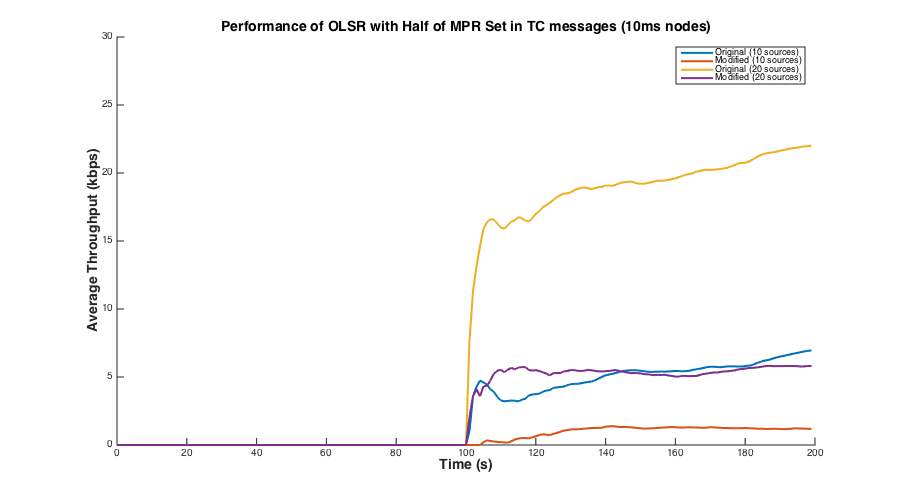 Performance of OLSR with Half of MPR Set in TC messages (10ms nodes)
30
25
20
15
10
5
0
Average Throughput (kbps)
Original (10 sources)
Modified (10 sources)
Original (20 sources)
Modified (20 sources)
0 20 40 60 80 100 120 140 160 180 200
Time (s)